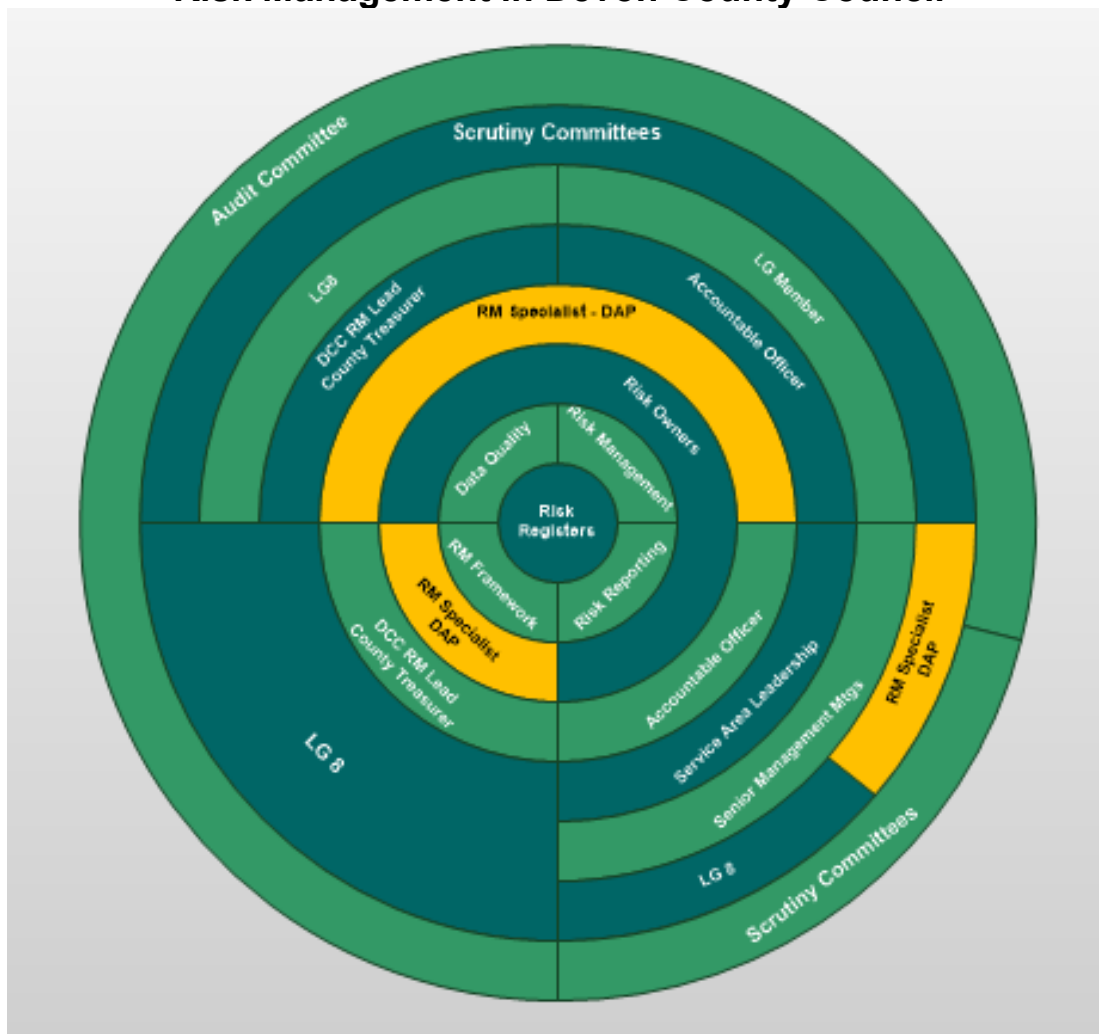 Risk Management in Devon County Council
Audit Committee
Scrutiny Committees
LG8
LG Member
DCC RM Lead
County Treasurer
Accountable Officer
RM Specialist - DAP
Risk Owners
Data Quality
Risk Management
Risk
Registers
RM Framework
Risk Reporting
RM Specialist
DAP
DCC RM Lead
County Treasurer
LG 8
Accountable Officer
Service Area Leadership
Senior Management Mtgs
RM Specialist
DAP
LG 8
Scrutiny Committees